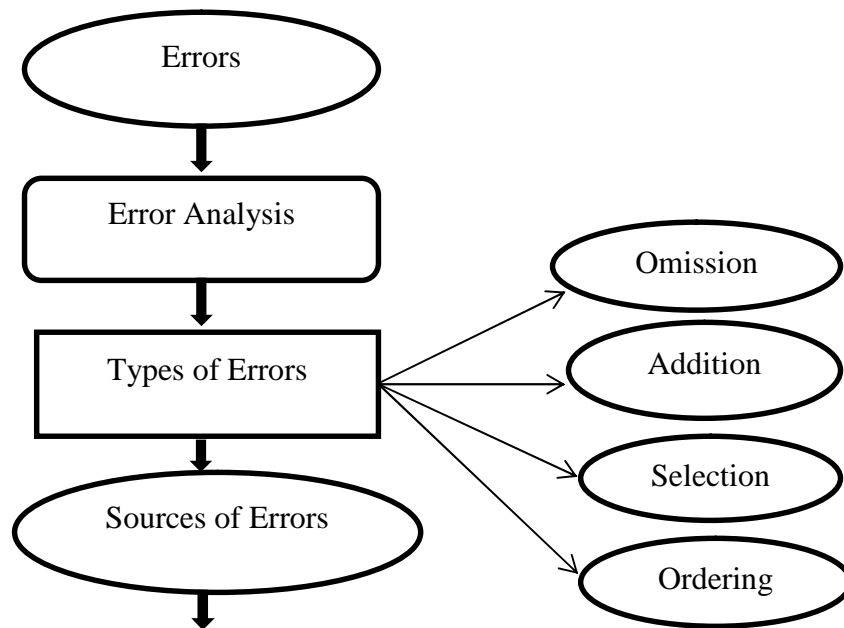 Errors
Error Analysis
Types of Errors
Sources of Errors
Omission
Addition
Selection
Ordering